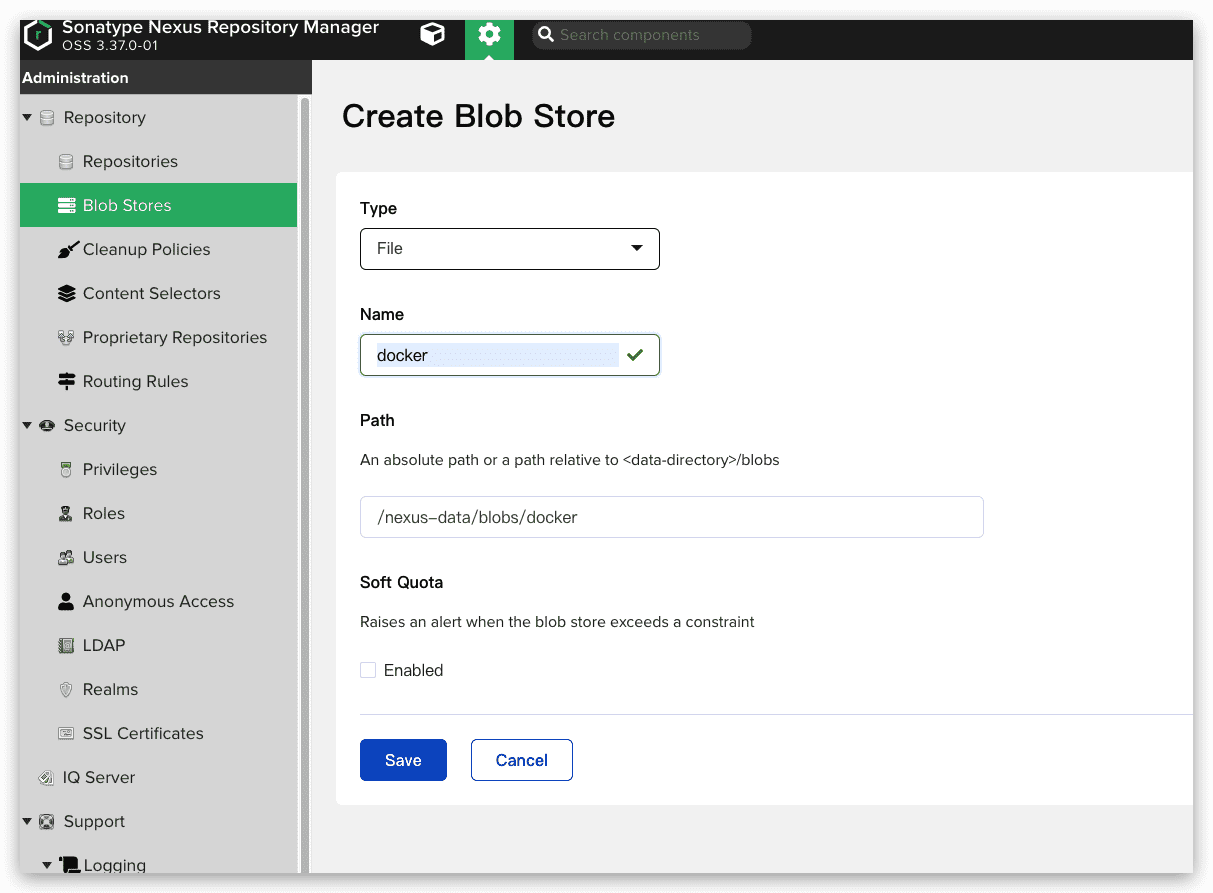 Sonatype Nexus Repository Manager
OSS 3.37.0-01
Search components
Administration
Repository
Repositories
Blob Stores
Cleanup Policies
Content Selectors
Proprietary Repositories
Routing Rules
Security
Privileges
Roles
Users
Anonymous Access
LDAP
Realms
SSL Certificates
IQ Server
Support
Logging
Create Blob Store
Type
File
Name
docker
Path
An absolute path or a path relative to <data-directory>/blobs
/nexus-data/blobs/docker
Soft Quota
Raises an alert when the blob store exceeds a constraint
Enabled
Save
Cancel